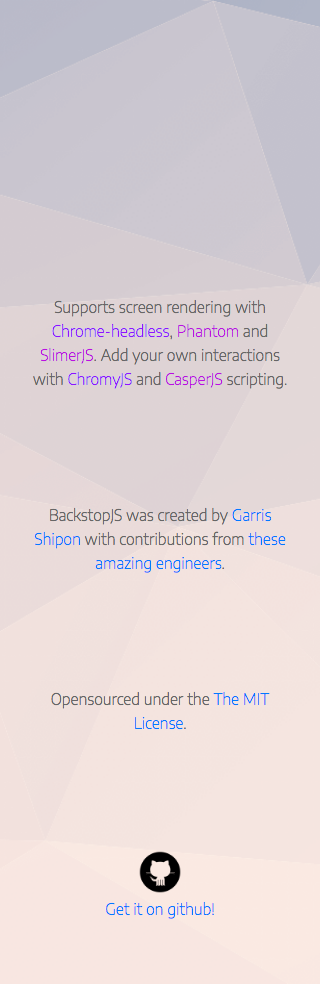 Supports screen rendering with
Chrome-headless, Phantom and
SlimerJS. Add your own interactions
with ChromyJS and CasperJS scripting.
BackstopJS was created by Garris
Shipon with contributions from these
amazing engineers.
Opensourced under the The MIT
License.
Get it on github!